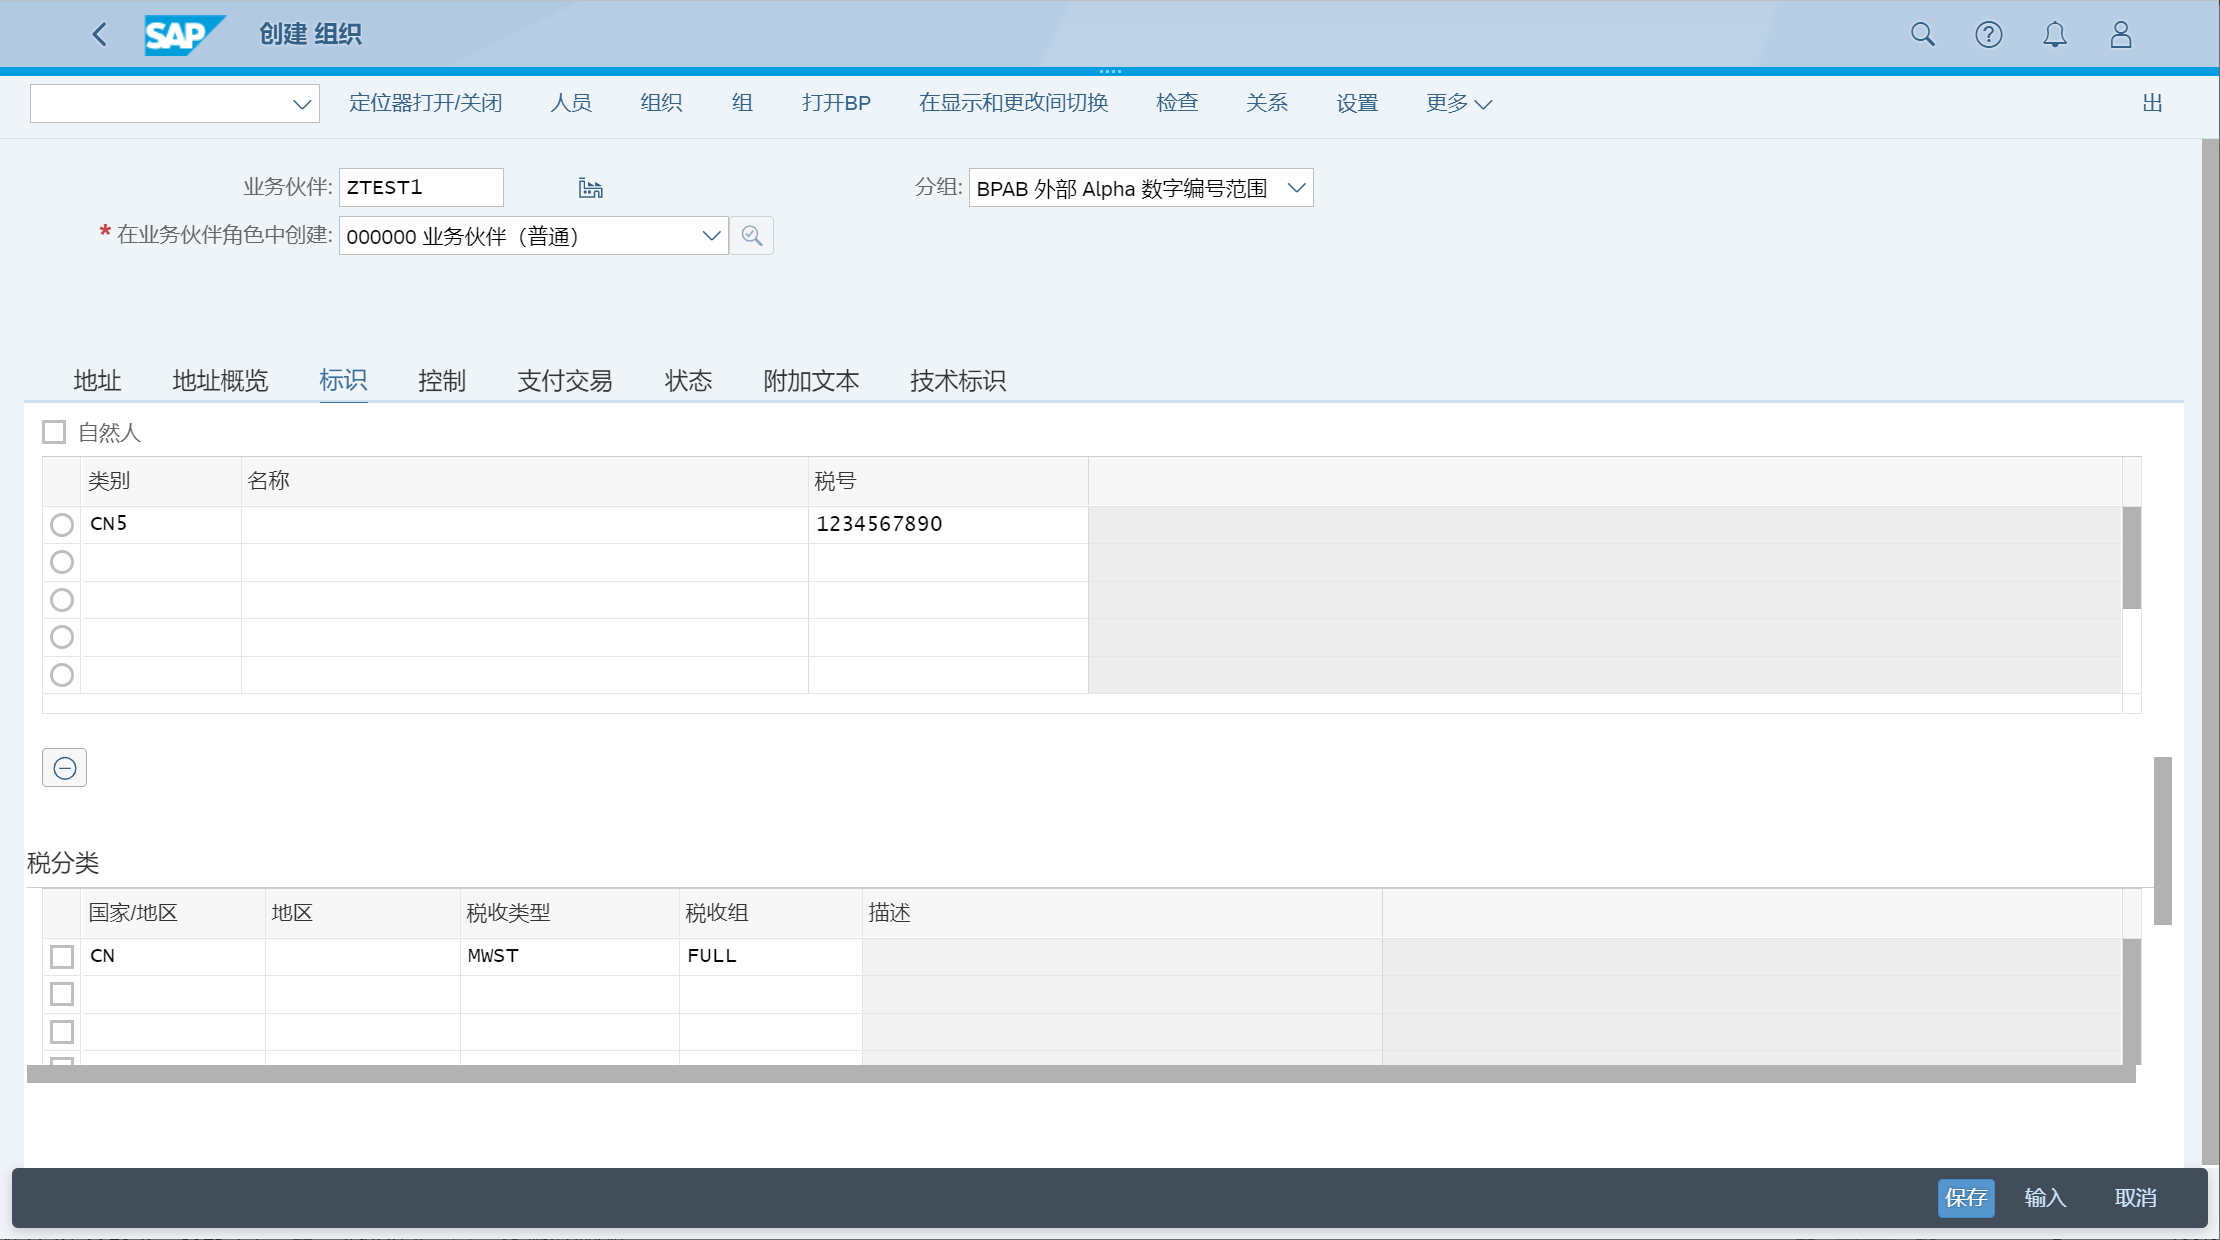 SAP 创建 组织
定位器打开/关闭 人员 组织 组 打开BP 在显示和更改间切换 检查 关系 设置 更多 出
业务伙伴: ZTEST1 分组: BPAB 外部 Alpha 数字编号范围
* 在业务伙伴角色中创建: 000000 业务伙伴（普通）
地址 地址概览 标识 控制 支付交易 状态 附加文本 技术标识
自然人
类别 名称 税号
CN5 1234567890
税分类
国家/地区 地区 税收类型 税收组 描述
CN MWST FULL
保存 输入 取消